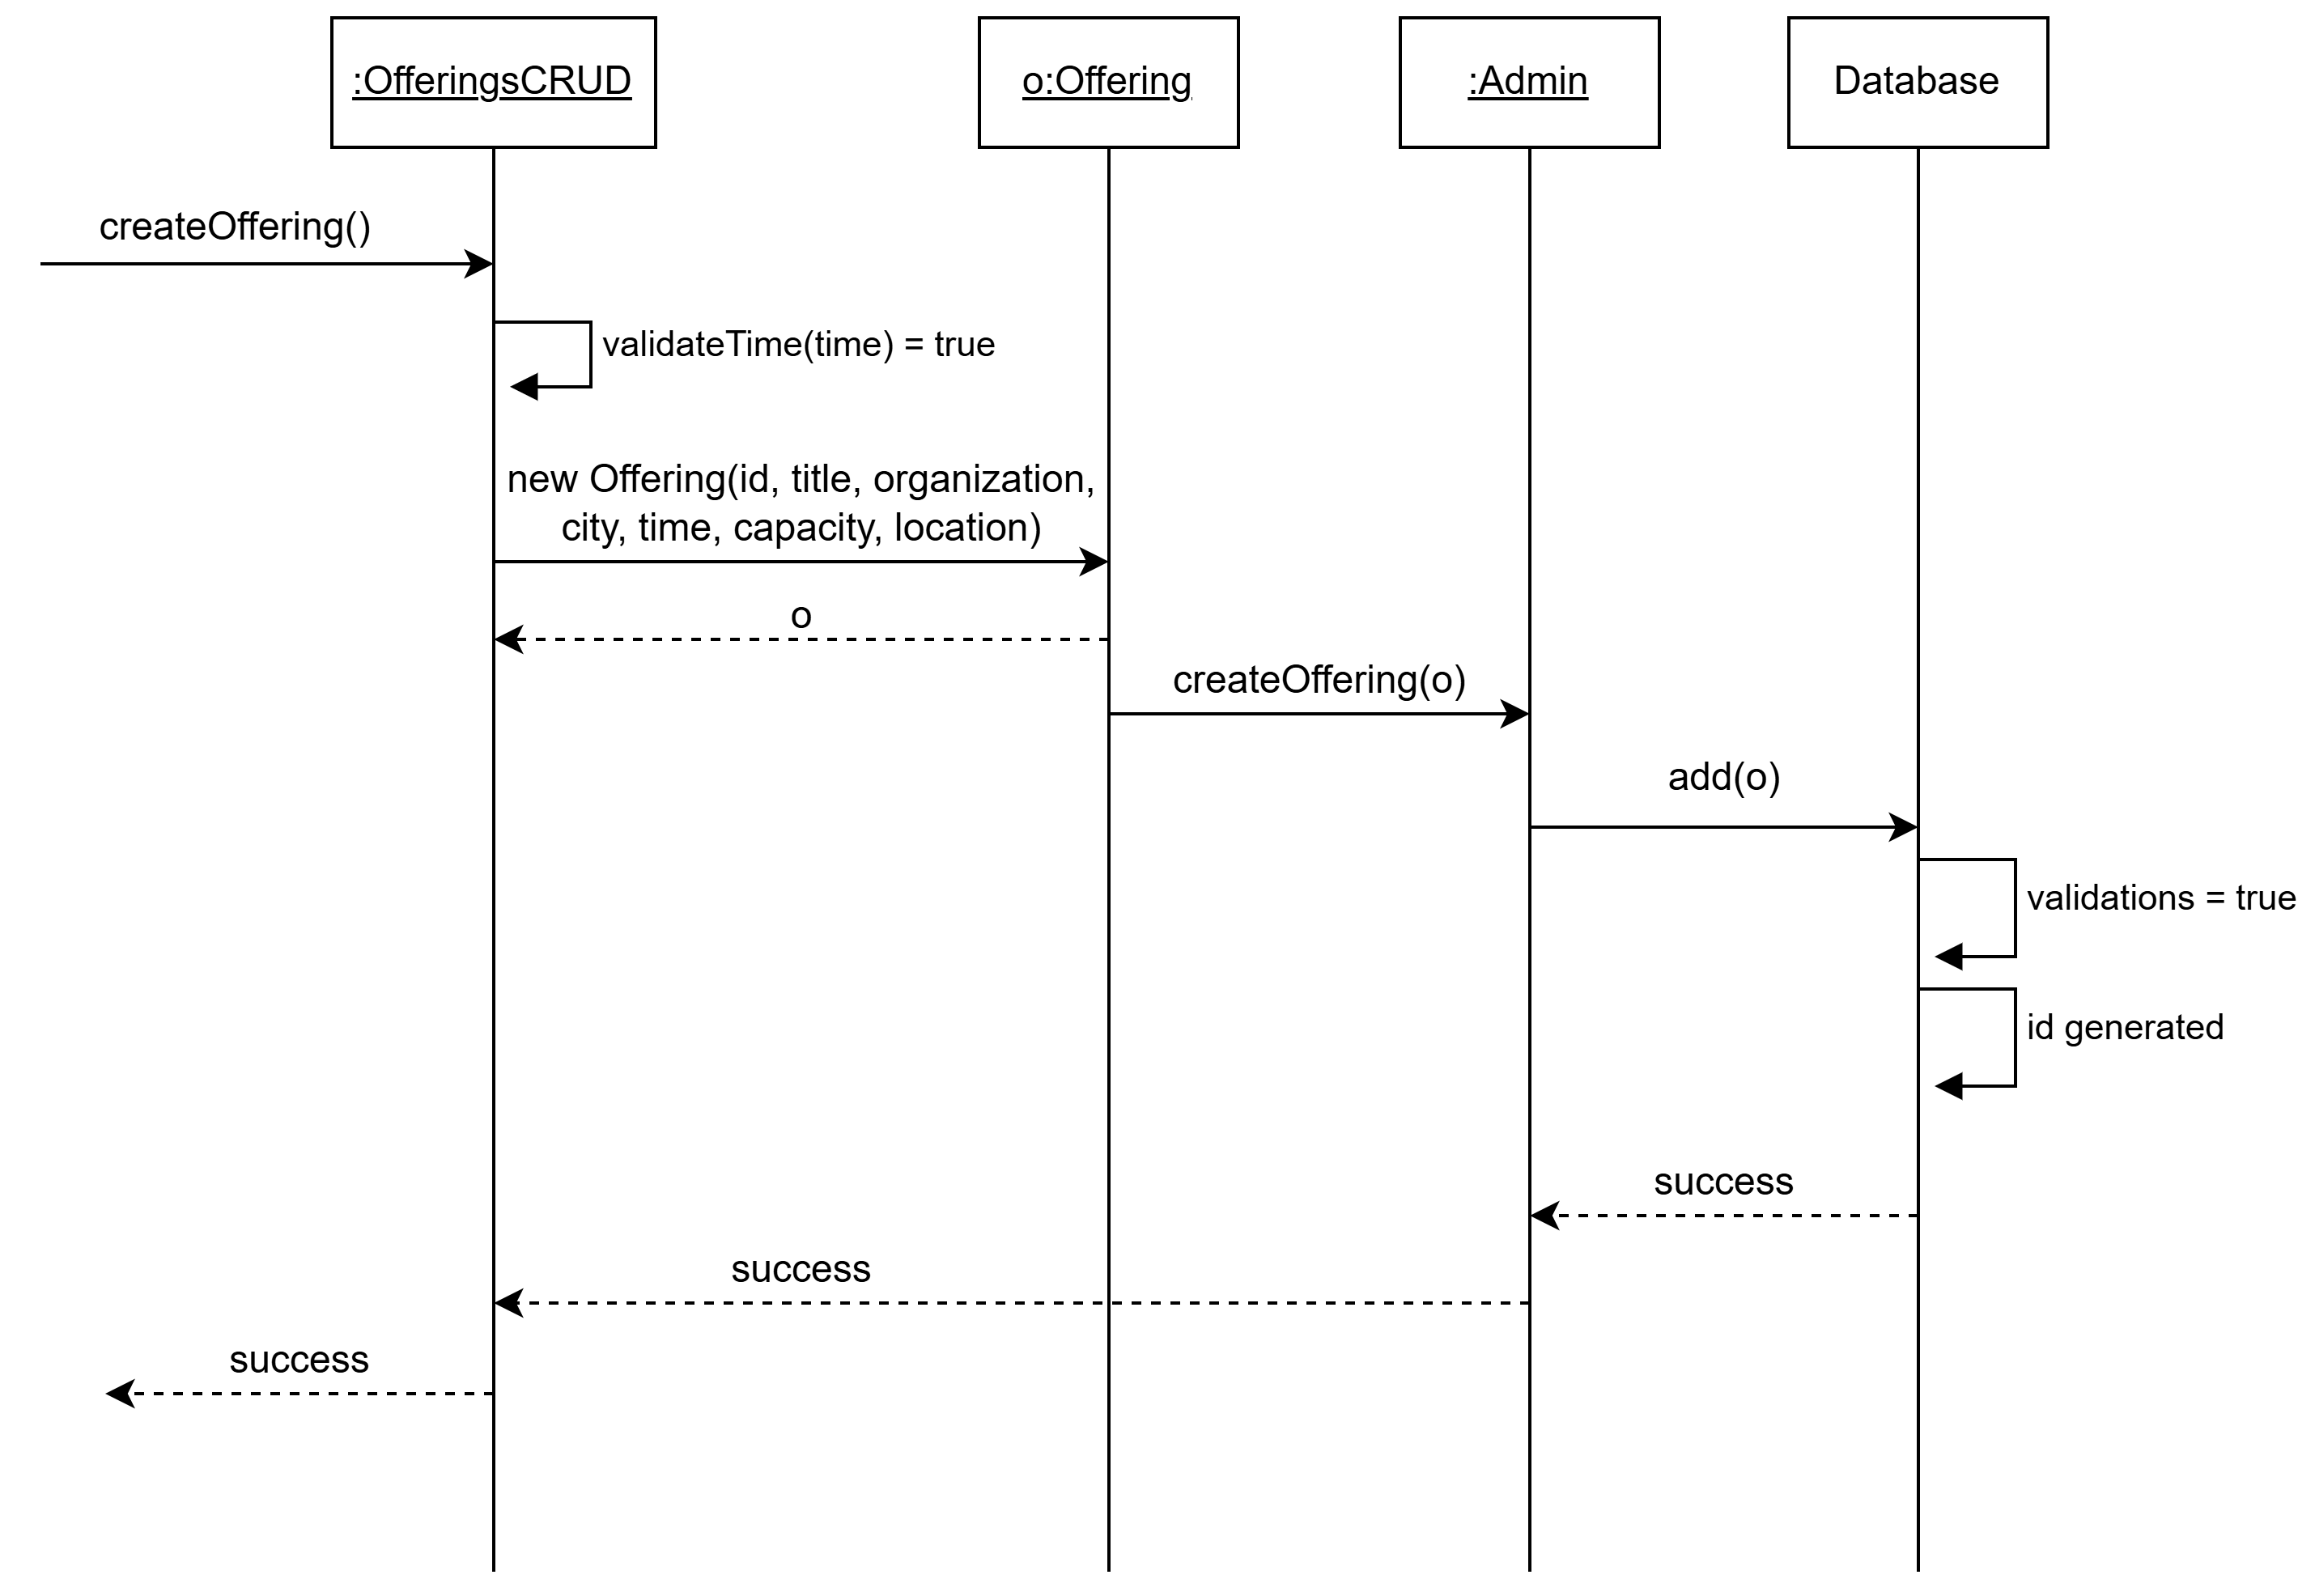 :OfferingsCRUD
o:Offering
:Admin
Database
createOffering()
validateTime(time) = true
new Offering(id, title, organization,
city, time, capacity, location)
o
createOffering(o)
add(o)
validations = true
id generated
success
success
success